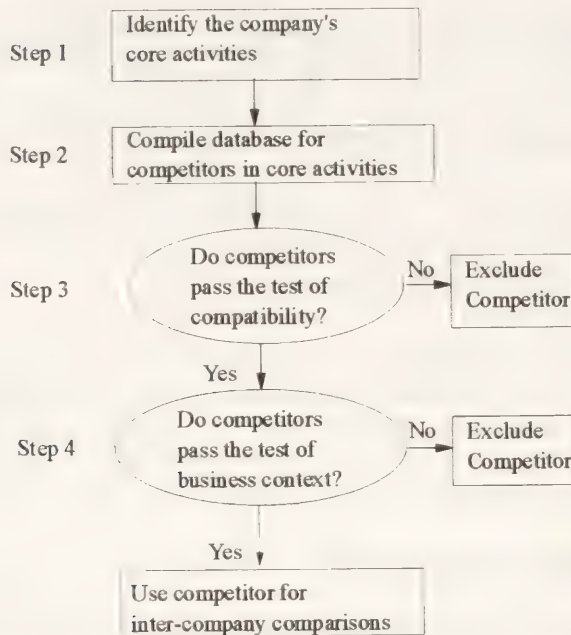 Step 1
Identify the company's
core activities
Step 2
Compile database for
competitors in core activities
Step 3
Do competitors
pass the test of
compatibility?
No
Exclude
Competitor
Yes
Step 4
Do competitors
pass the test of
business context?
No
Exclude
Competitor
Yes
Use competitor for
inter-company comparisons